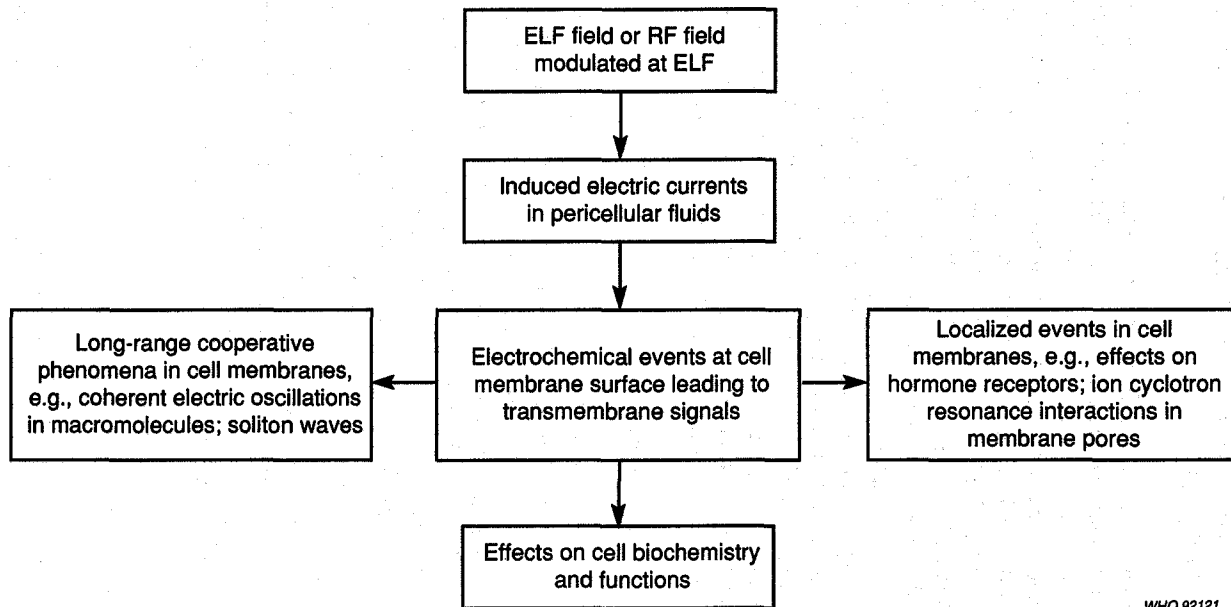 ELF field or RF field
modulated at ELF
Induced electric currents
in pericellular fluids
Long-range cooperative
phenomena in cell membranes,
e.g., coherent electric oscillations
in macromolecules; soliton waves
Electrochemical events at cell
membrane surface leading to
transmembrane signals
Localized events in cell
membranes, e.g., effects on
hormone receptors; ion cyclotron
resonance interactions in
membrane pores
Effects on cell biochemistry
and functions
WHO 92121